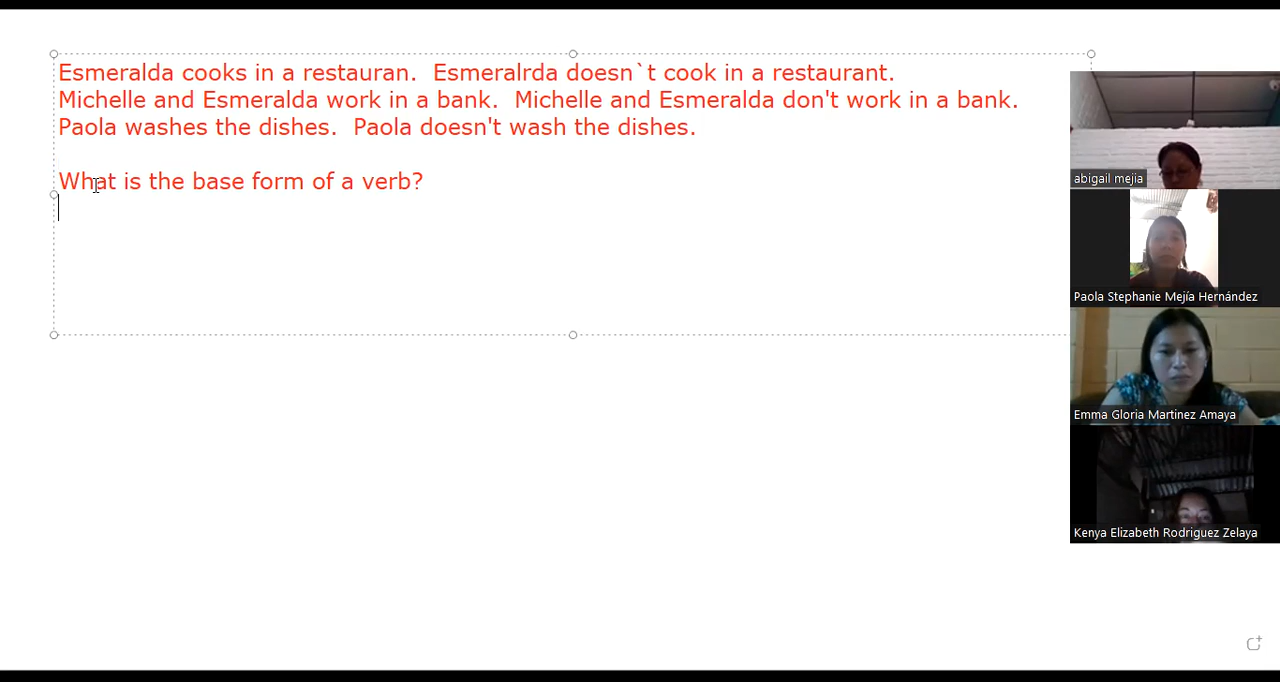 Esmeralda cooks in a restauran.  Esmeralrda doesn`t cook in a restaurant.
Michelle and Esmeralda work in a bank.  Michelle and Esmeralda don't work in a bank.
Paola washes the dishes.  Paola doesn't wash the dishes.
What is the base form of a verb?
abigail mejia
Paola Stephanie Mejía Hernández
Emma Gloria Martinez Amaya
Kenya Elizabeth Rodriguez Zelaya